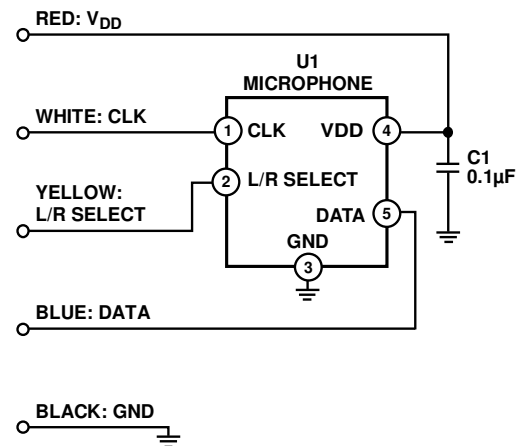 RED: VDD
U1
MICROPHONE
WHITE: CLK
1 CLK
VDD 4
C1
0.1µF
2 L/R SELECT
YELLOW:
L/R SELECT
DATA 5
GND
3
BLUE: DATA
BLACK: GND